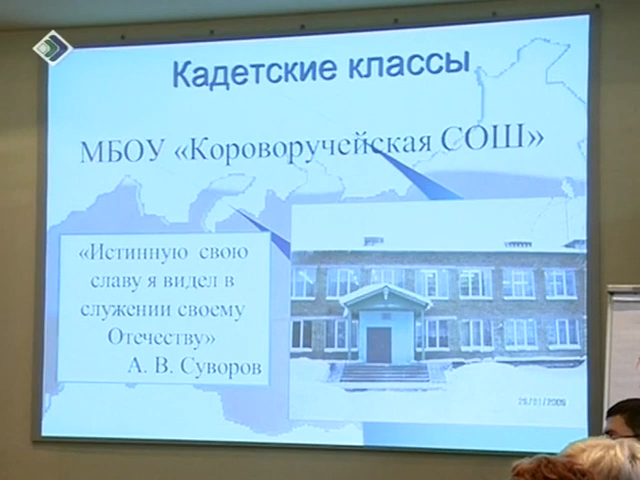 Кадетские классы
МБОУ «Короворучейская СОШ»
«Истинную свою
славу я видел в
служении своему
Отечеству»
А. В. Суворов